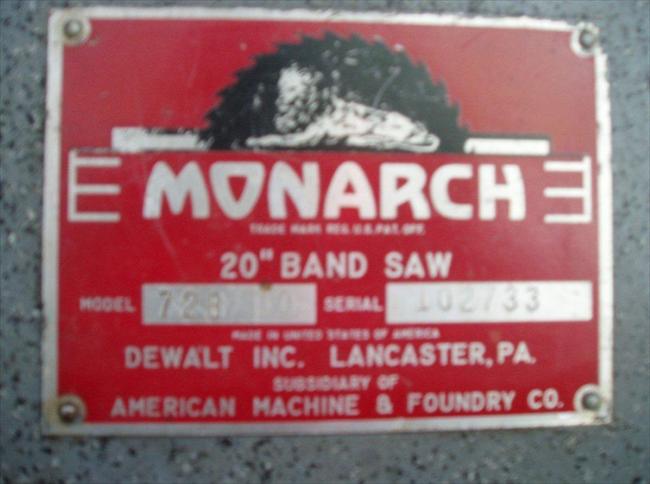 MONARCH
TRADE MARK REG. U.S. PAT. OFF.
20" BAND SAW
MODEL SERIAL 102733
MADE IN UNITED STATES OF AMERICA
DEWALT INC. LANCASTER, PA.
SUBSIDIARY OF
AMERICAN MACHINE & FOUNDRY CO.